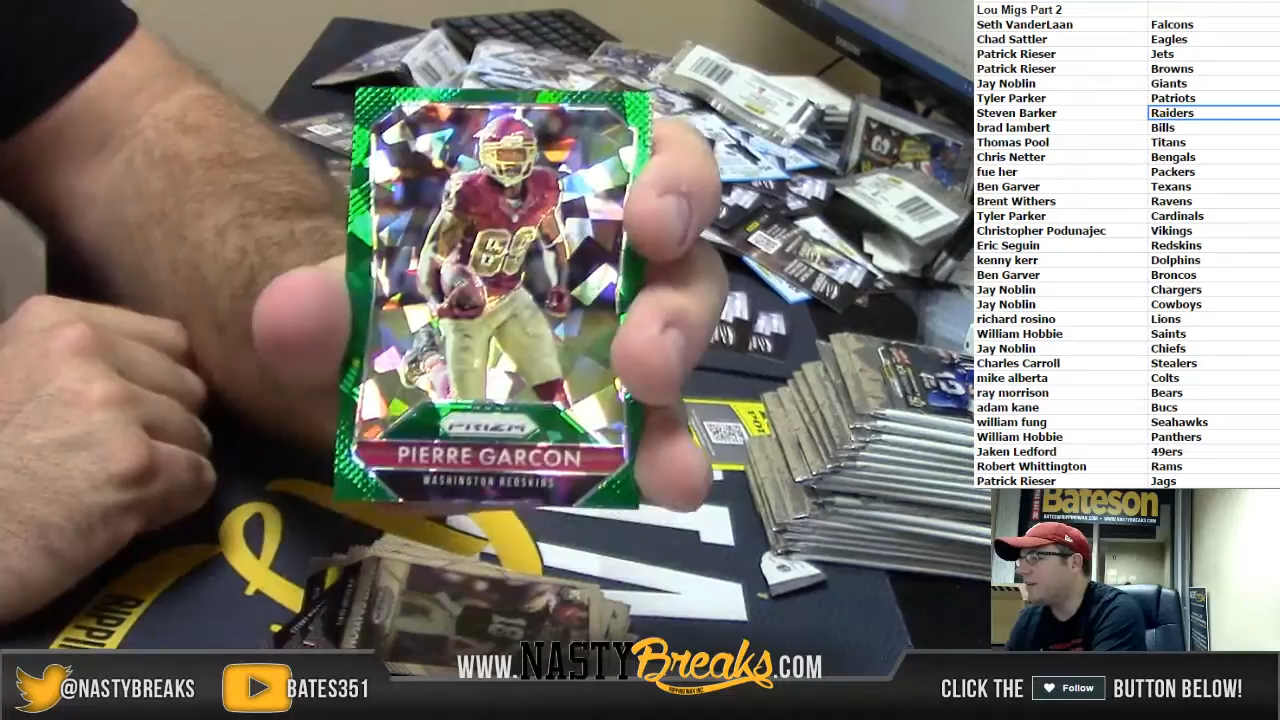 Lou Migs Part 2
Seth VanderLaan Falcons
Chad Sattler Eagles
Patrick Rieser Jets
Patrick Rieser Browns
Jay Noblin Giants
Tyler Parker Patriots
Steven Barker Raiders
brad lambert Bills
Thomas Pool Titans
Chris Netter Bengals
fue her Packers
Ben Garver Texans
Brent Withers Ravens
Tyler Parker Cardinals
Christopher Podunajec Vikings
Eric Seguin Redskins
kenny kerr Dolphins
Ben Garver Broncos
Jay Noblin Chargers
Jay Noblin Cowboys
richard rosino Lions
William Hobbie Saints
Jay Noblin Chiefs
Charles Carroll Stealers
mike alberta Colts
ray morrison Bears
adam kane Bucs
william fung Seahawks
William Hobbie Panthers
Jaken Ledford 49ers
Robert Whittington Rams
Patrick Rieser Jags
88
PRIZM
PIERRE GARCON
WASHINGTON REDSKINS
Bateson
WWW.NASTYBreaks.COM
@NASTYBREAKS
BATES351
CLICK THE Follow BUTTON BELOW!